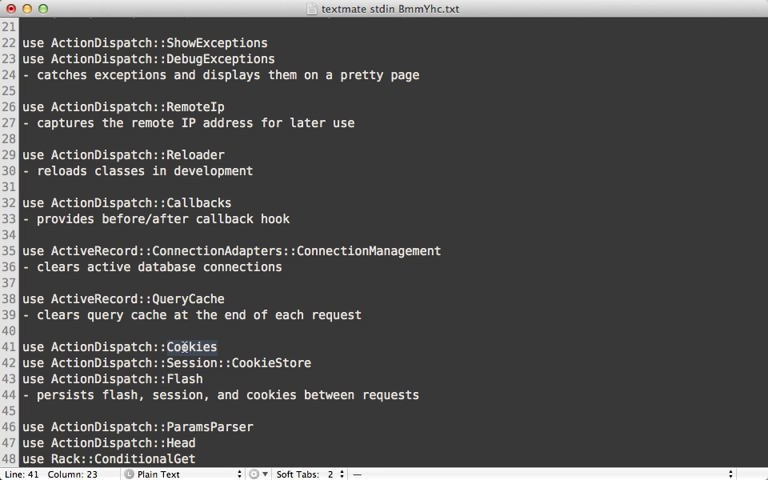 textmate stdin BmmYhc.txt
21
22 use ActionDispatch::ShowExceptions
23 use ActionDispatch::DebugExceptions
24 - catches exceptions and displays them on a pretty page
25
26 use ActionDispatch::RemoteIp
27 - captures the remote IP address for later use
28
29 use ActionDispatch::Reloader
30 - reloads classes in development
31
32 use ActionDispatch::Callbacks
33 - provides before/after callback hook
34
35 use ActiveRecord::ConnectionAdapters::ConnectionManagement
36 - clears active database connections
37
38 use ActiveRecord::QueryCache
39 - clears query cache at the end of each request
40
41 use ActionDispatch::Cookies
42 use ActionDispatch::Session::CookieStore
43 use ActionDispatch::Flash
44 - persists flash, session, and cookies between requests
45
46 use ActionDispatch::ParamsParser
47 use ActionDispatch::Head
48 use Rack::ConditionalGet
Line: 41 Column: 23 L Plain Text Soft Tabs: 2 —